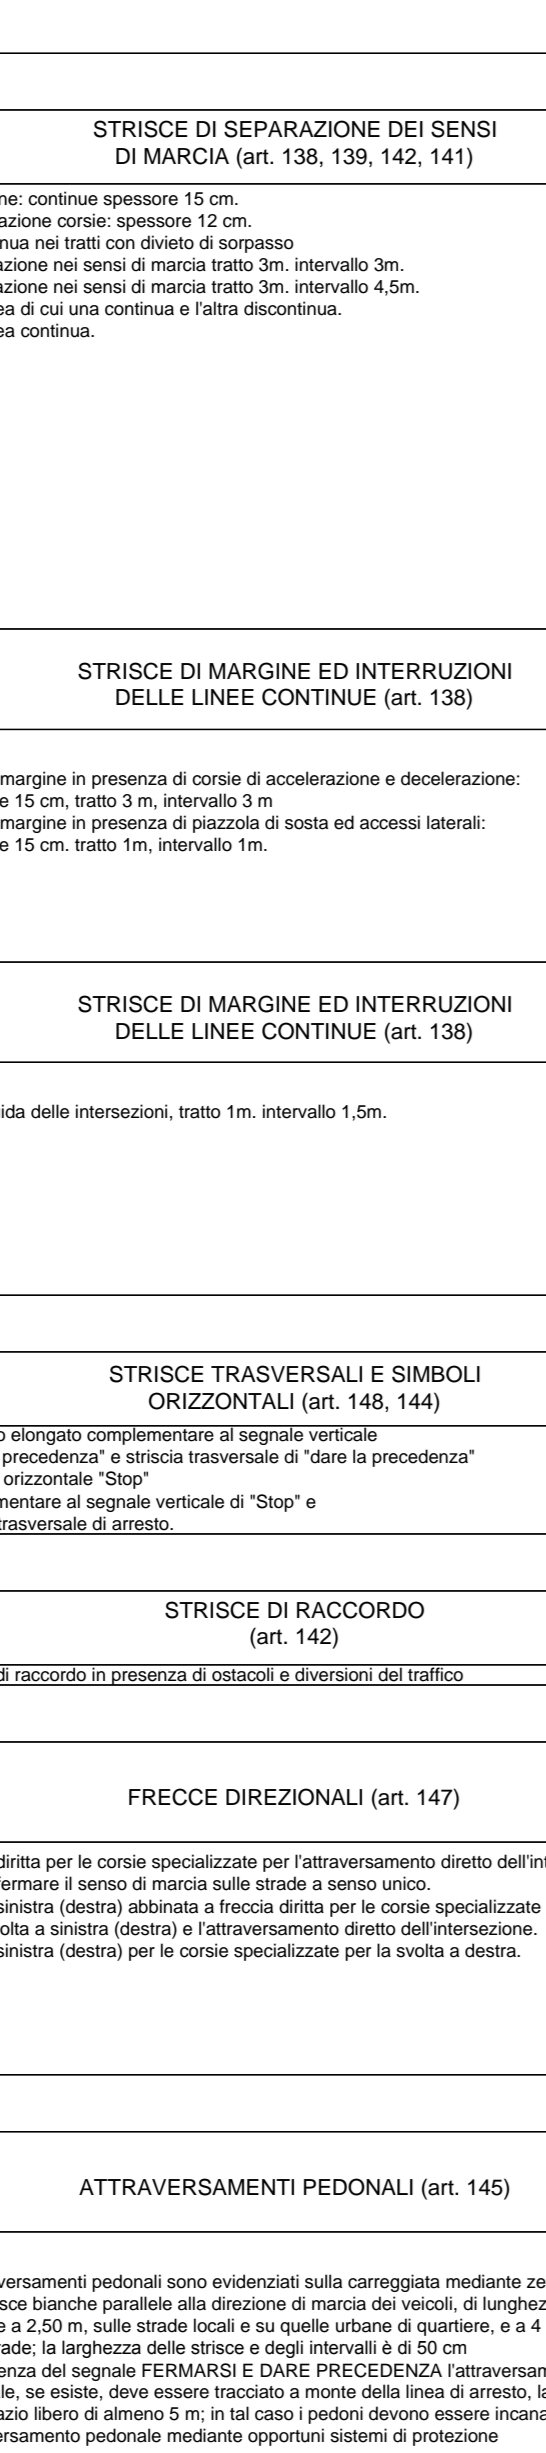 STRISCE DI SEPARAZIONE DEI SENSI
DI MARCIA (art. 138, 139, 142, 141)
ne: continue spessore 15 cm.
azione corsie: spessore 12 cm.
nua nei tratti con divieto di sorpasso
azione nei sensi di marcia tratto 3m. intervallo 3m.
azione nei sensi di marcia tratto 3m. intervallo 4,5m.
ea di cui una continua e l'altra discontinua.
ea continua.
STRISCE DI MARGINE ED INTERRUZIONI
DELLE LINEE CONTINUE (art. 138)
margine in presenza di corsie di accelerazione e decelerazione:
e 15 cm, tratto 3 m, intervallo 3 m
margine in presenza di piazzola di sosta ed accessi laterali:
e 15 cm. tratto 1m, intervallo 1m.
STRISCE DI MARGINE ED INTERRUZIONI
DELLE LINEE CONTINUE (art. 138)
ida delle intersezioni, tratto 1m. intervallo 1,5m.
STRISCE TRASVERSALI E SIMBOLI
ORIZZONTALI (art. 148, 144)
o elongato complementare al segnale verticale
precedenza" e striscia trasversale di "dare la precedenza"
orizzontale "Stop"
mentare al segnale verticale di "Stop" e
trasversale di arresto.
STRISCE DI RACCORDO
(art. 142)
di raccordo in presenza di ostacoli e diversioni del traffico
FRECCE DIREZIONALI (art. 147)
diritta per le corsie specializzate per l'attraversamento diretto dell'int
fermare il senso di marcia sulle strade a senso unico.
sinistra (destra) abbinata a freccia diritta per le corsie specializzate
olta a sinistra (destra) e l'attraversamento diretto dell'intersezione.
sinistra (destra) per le corsie specializzate per la svolta a destra.
ATTRAVERSAMENTI PEDONALI (art. 145)
versamenti pedonali sono evidenziati sulla carreggiata mediante ze
isce bianche parallele alla direzione di marcia dei veicoli, di lunghez
e a 2,50 m, sulle strade locali e su quelle urbane di quartiere, e a 4
rade; la larghezza delle strisce e degli intervalli è di 50 cm
enza del segnale FERMARSI E DARE PRECEDENZA l'attraversam
le, se esiste, deve essere tracciato a monte della linea di arresto, la
azio libero di almeno 5 m; in tal caso i pedoni devono essere incana
ersamento pedonale mediante opportuni sistemi di protezione